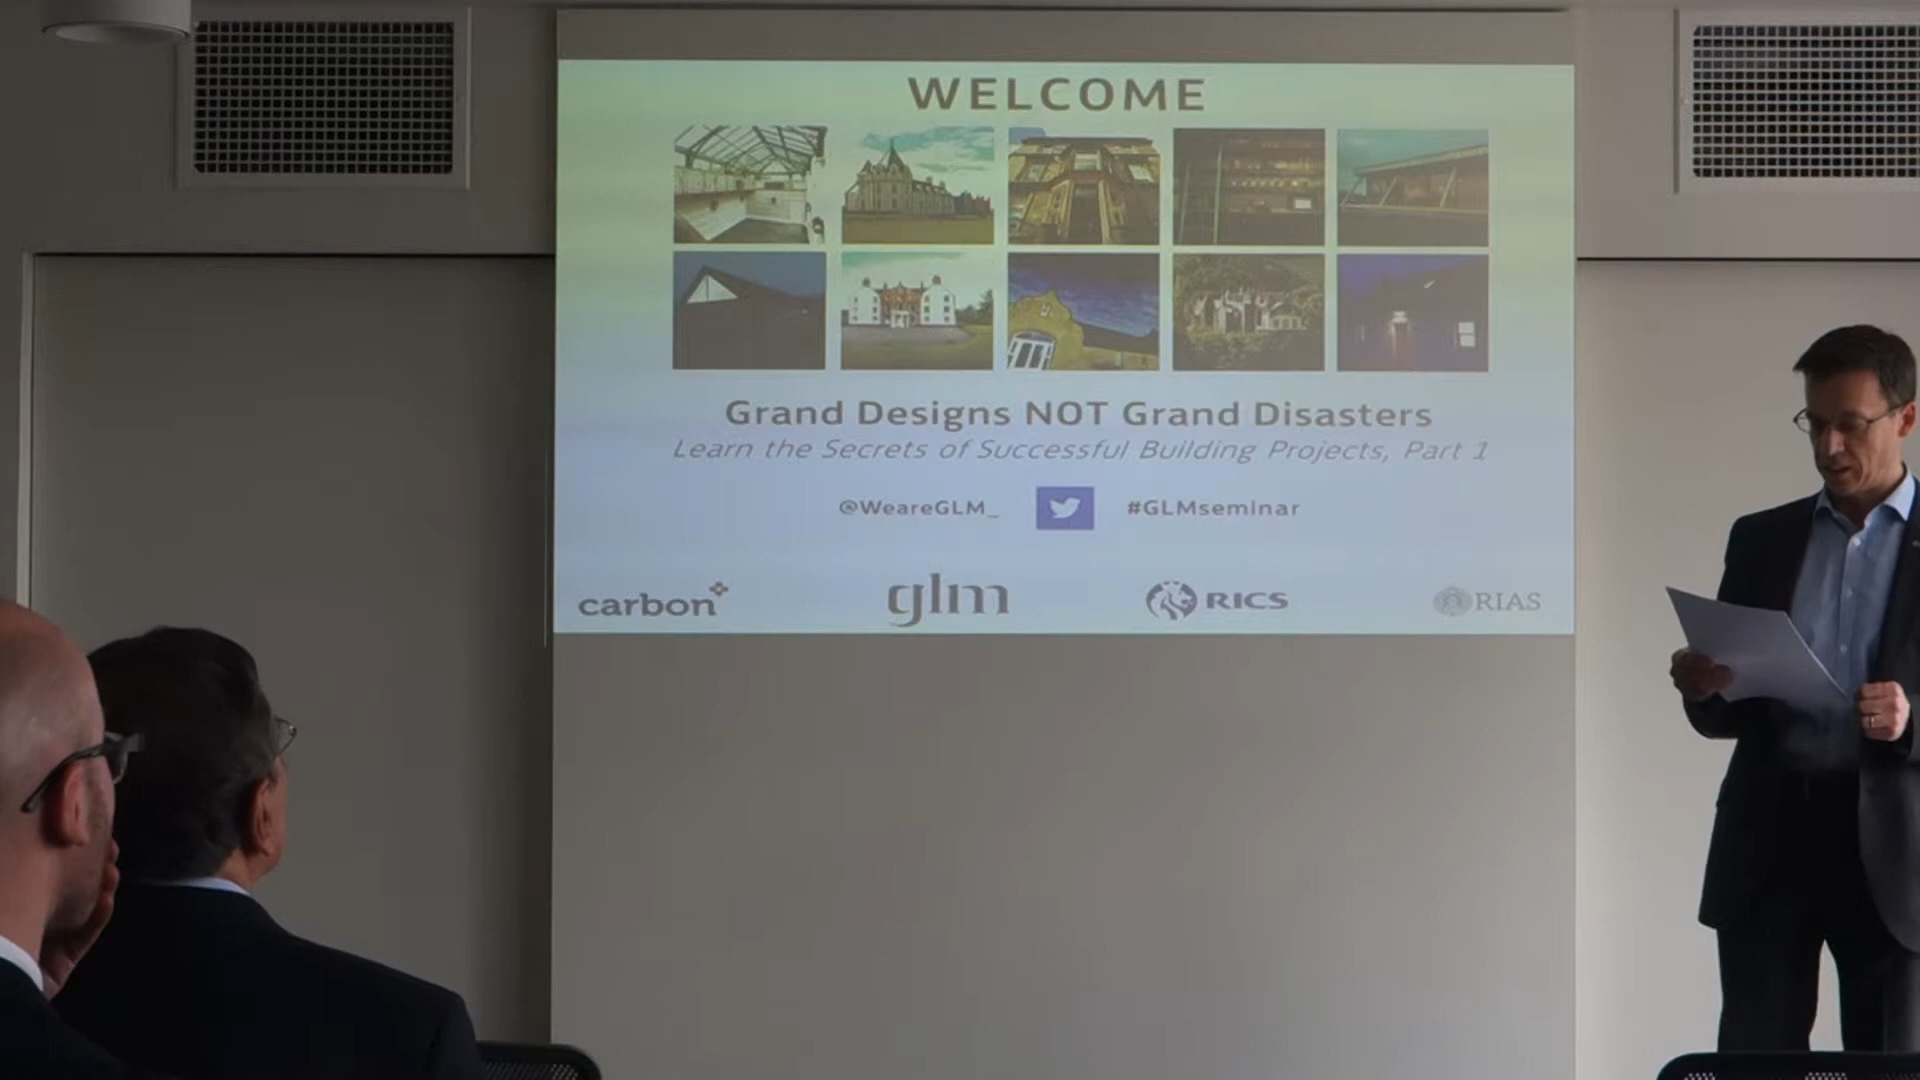 WELCOME
Grand Designs NOT Grand Disasters
Learn the Secrets of Successful Building Projects, Part 1
@WeareGLM_ #GLMseminar
carbon glm RICS RIAS